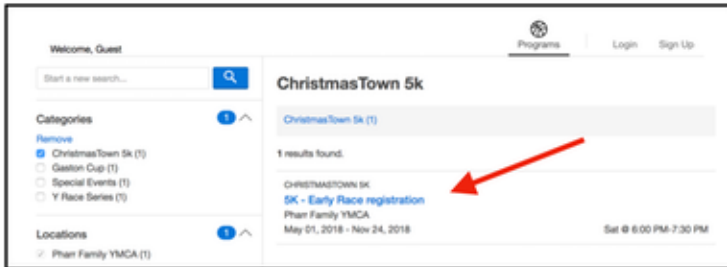 Programs
Login
Sign Up
Welcome, Guest
Start a new search...
ChristmasTown 5k
Categories
1
Remove
ChristmasTown 5k (1)
Gaston Cup (1)
Special Events (1)
Y Race Series (1)
Locations
1
Pharr Family YMCA (1)
ChristmasTown 5k (1)
1 results found.
CHRISTMASTOWN 5K
5K - Early Race registration
Pharr Family YMCA
May 01, 2018 - Nov 24, 2018
Sat @ 6:00 PM-7:30 PM